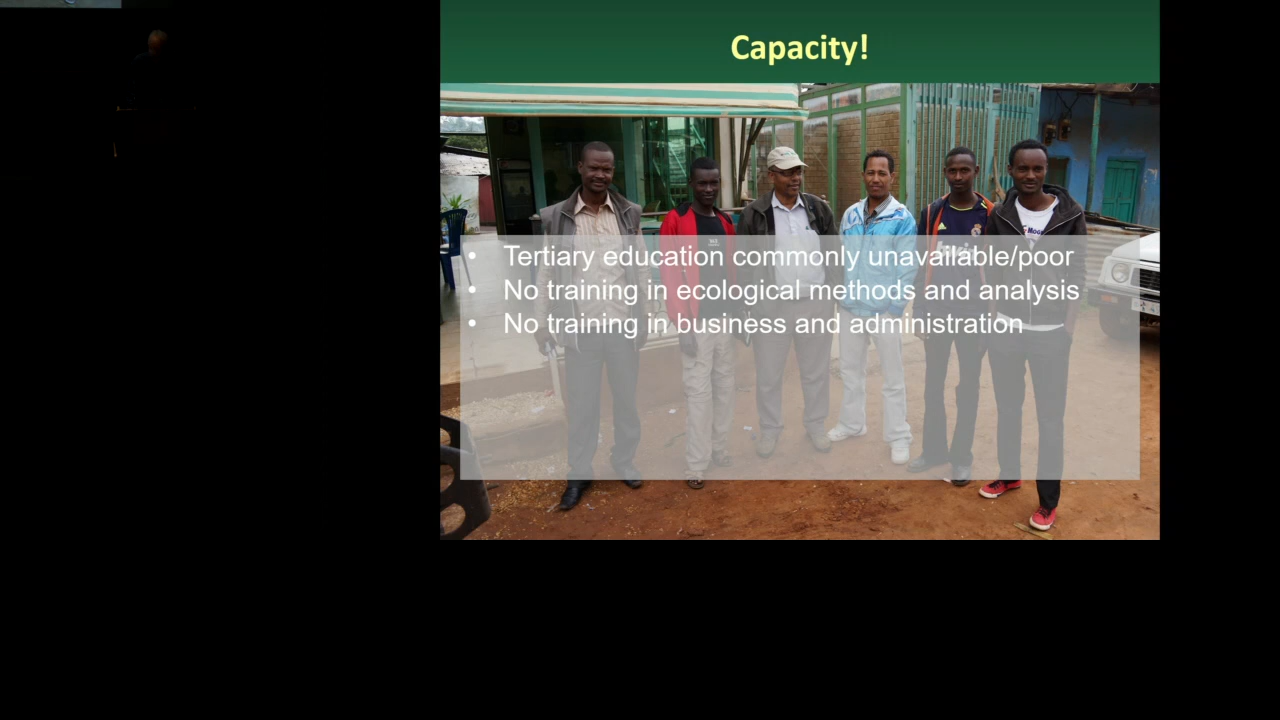 Capacity!
• Tertiary education commonly unavailable/poor
• No training in ecological methods and analysis
• No training in business and administration